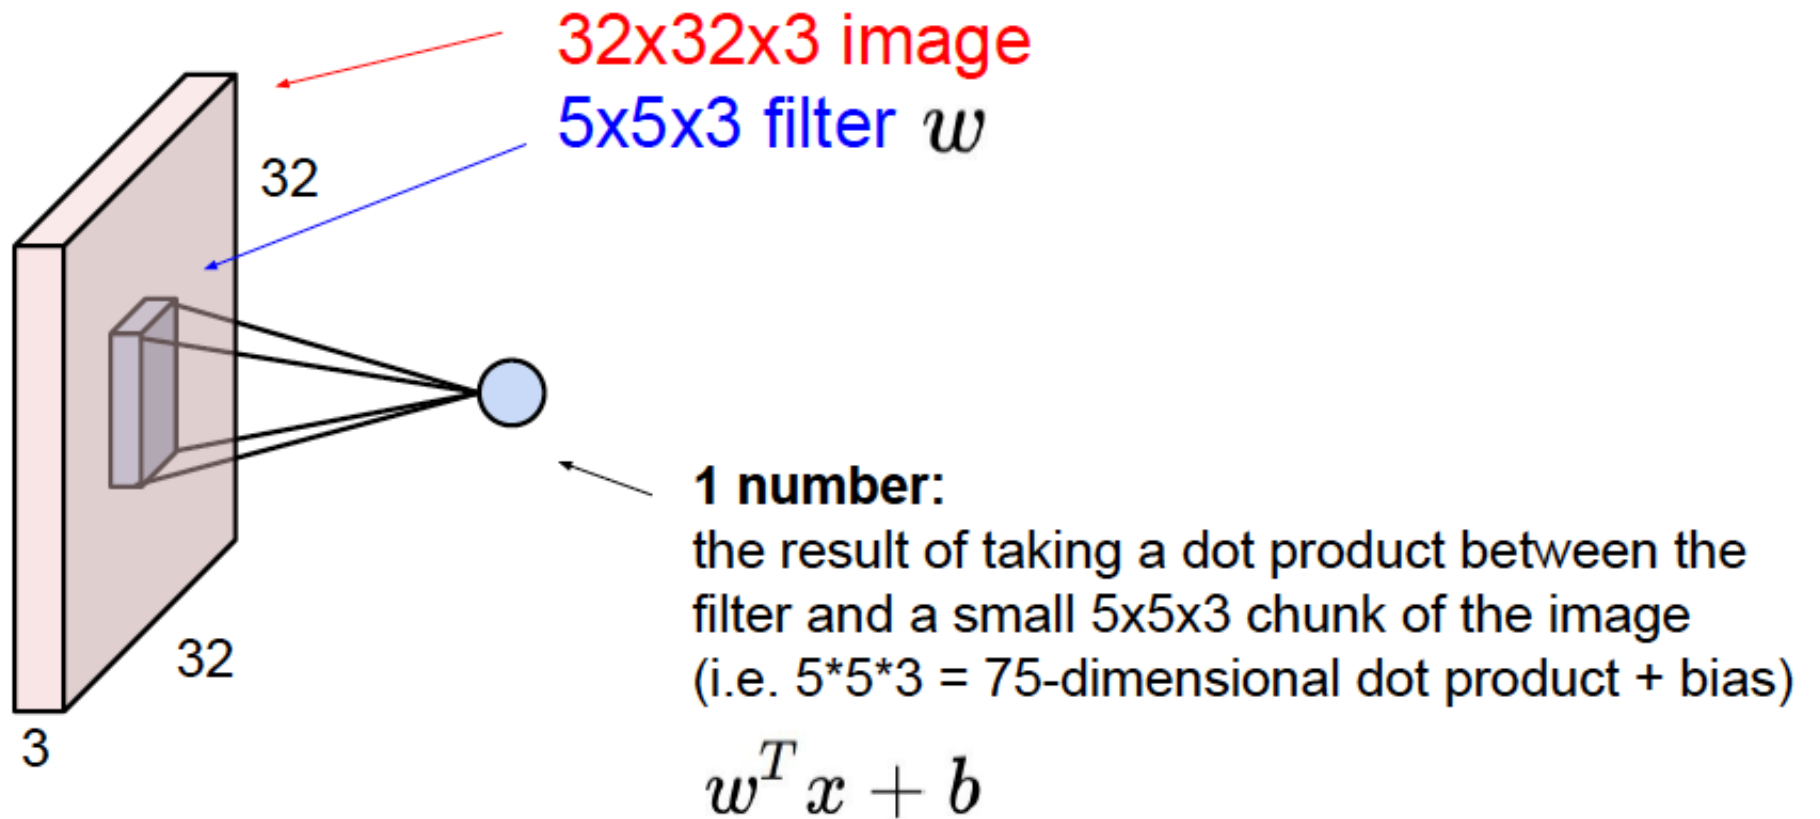 32x32x3 image
5x5x3 filter w
32
32
3
1 number:
the result of taking a dot product between the
filter and a small 5x5x3 chunk of the image
(i.e. 5*5*3 = 75-dimensional dot product + bias)
w^T x + b